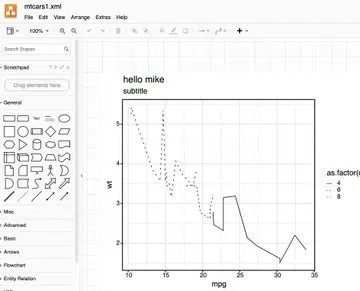 mtcars1.xml
File Edit View Arrange Extras Help
100%
Search Shapes
Scratchpad
Drag elements here
General
Text
Misc
Advanced
Basic
Arrows
Flowchart
Entity Relation
hello mike
subtitle
5
4
3
2
wt
10 15 20 25 30 35
mpg
as.factor(
4
6
8